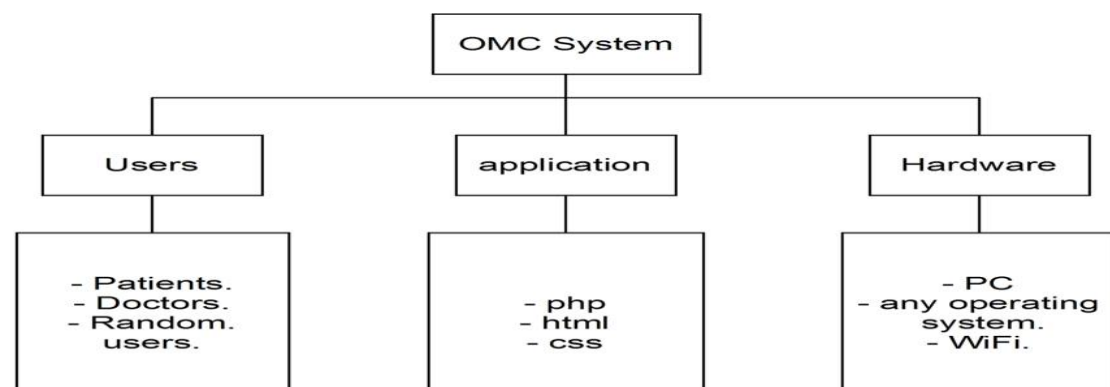 OMC System
Users
application
Hardware
- Patients.
- Doctors.
- Random.
users.
- php
- html
- css
- PC
- any operating
system.
- WiFi.